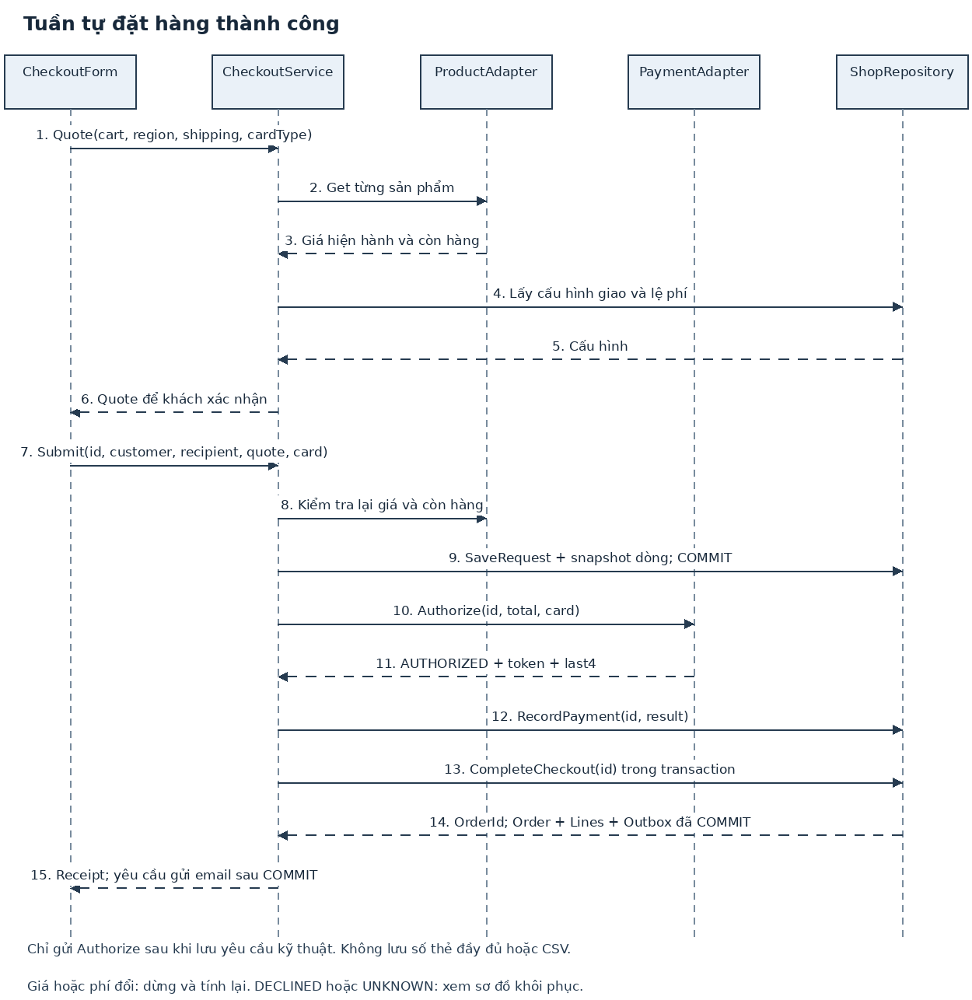 Tuần tự đặt hàng thành công
CheckoutForm
CheckoutService
ProductAdapter
PaymentAdapter
ShopRepository
1. Quote(cart, region, shipping, cardType)
2. Get từng sản phẩm
3. Giá hiện hành và còn hàng
4. Lấy cấu hình giao và lệ phí
5. Cấu hình
6. Quote để khách xác nhận
7. Submit(id, customer, recipient, quote, card)
8. Kiểm tra lại giá và còn hàng
9. SaveRequest + snapshot dòng; COMMIT
10. Authorize(id, total, card)
11. AUTHORIZED + token + last4
12. RecordPayment(id, result)
13. CompleteCheckout(id) trong transaction
14. OrderId; Order + Lines + Outbox đã COMMIT
15. Receipt; yêu cầu gửi email sau COMMIT
Chỉ gửi Authorize sau khi lưu yêu cầu kỹ thuật. Không lưu số thẻ đầy đủ hoặc CSV.
Giá hoặc phí đổi: dừng và tính lại. DECLINED hoặc UNKNOWN: xem sơ đồ khôi phục.